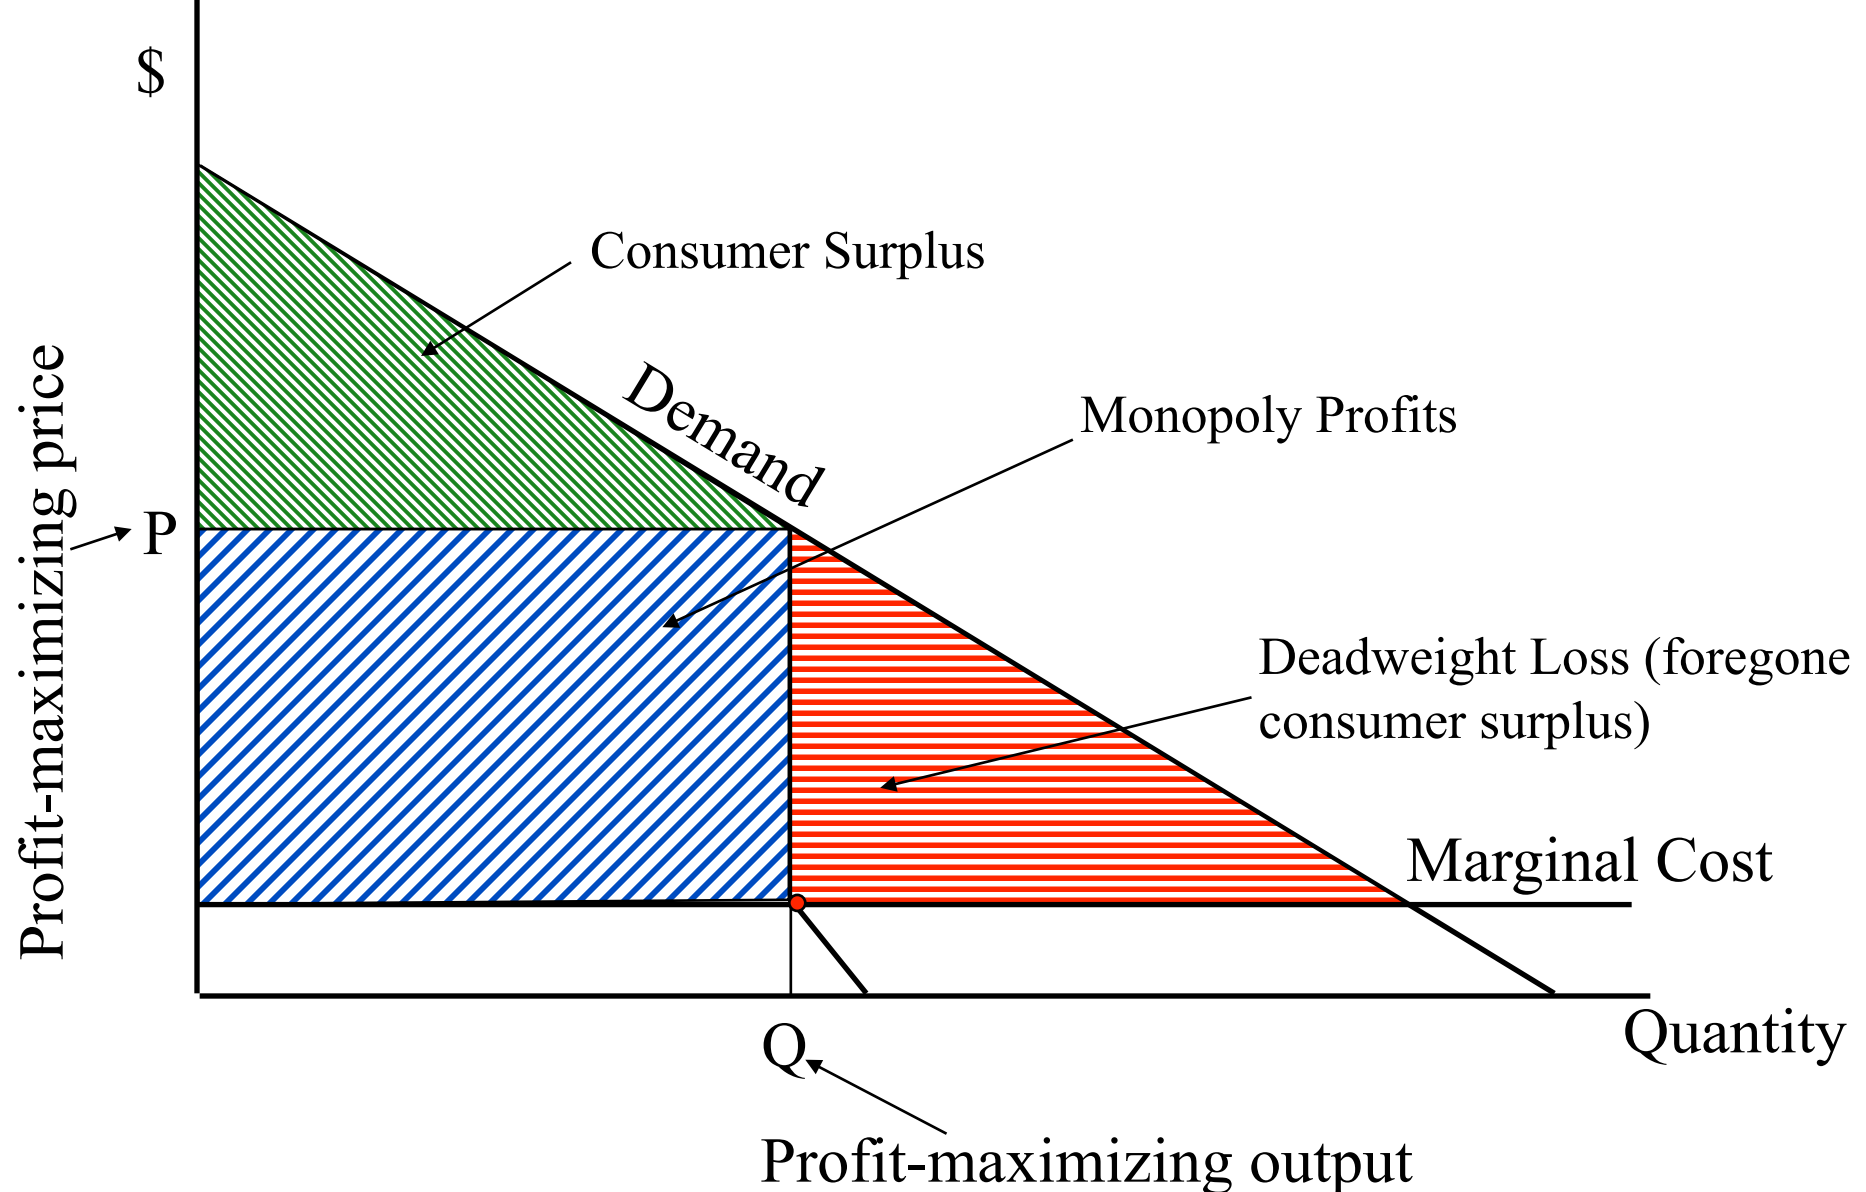 $
Consumer Surplus
Demand
Monopoly Profits
Profit-maximizing price
P
Deadweight Loss (foregone
consumer surplus)
Marginal Cost
Quantity
Q
Profit-maximizing output